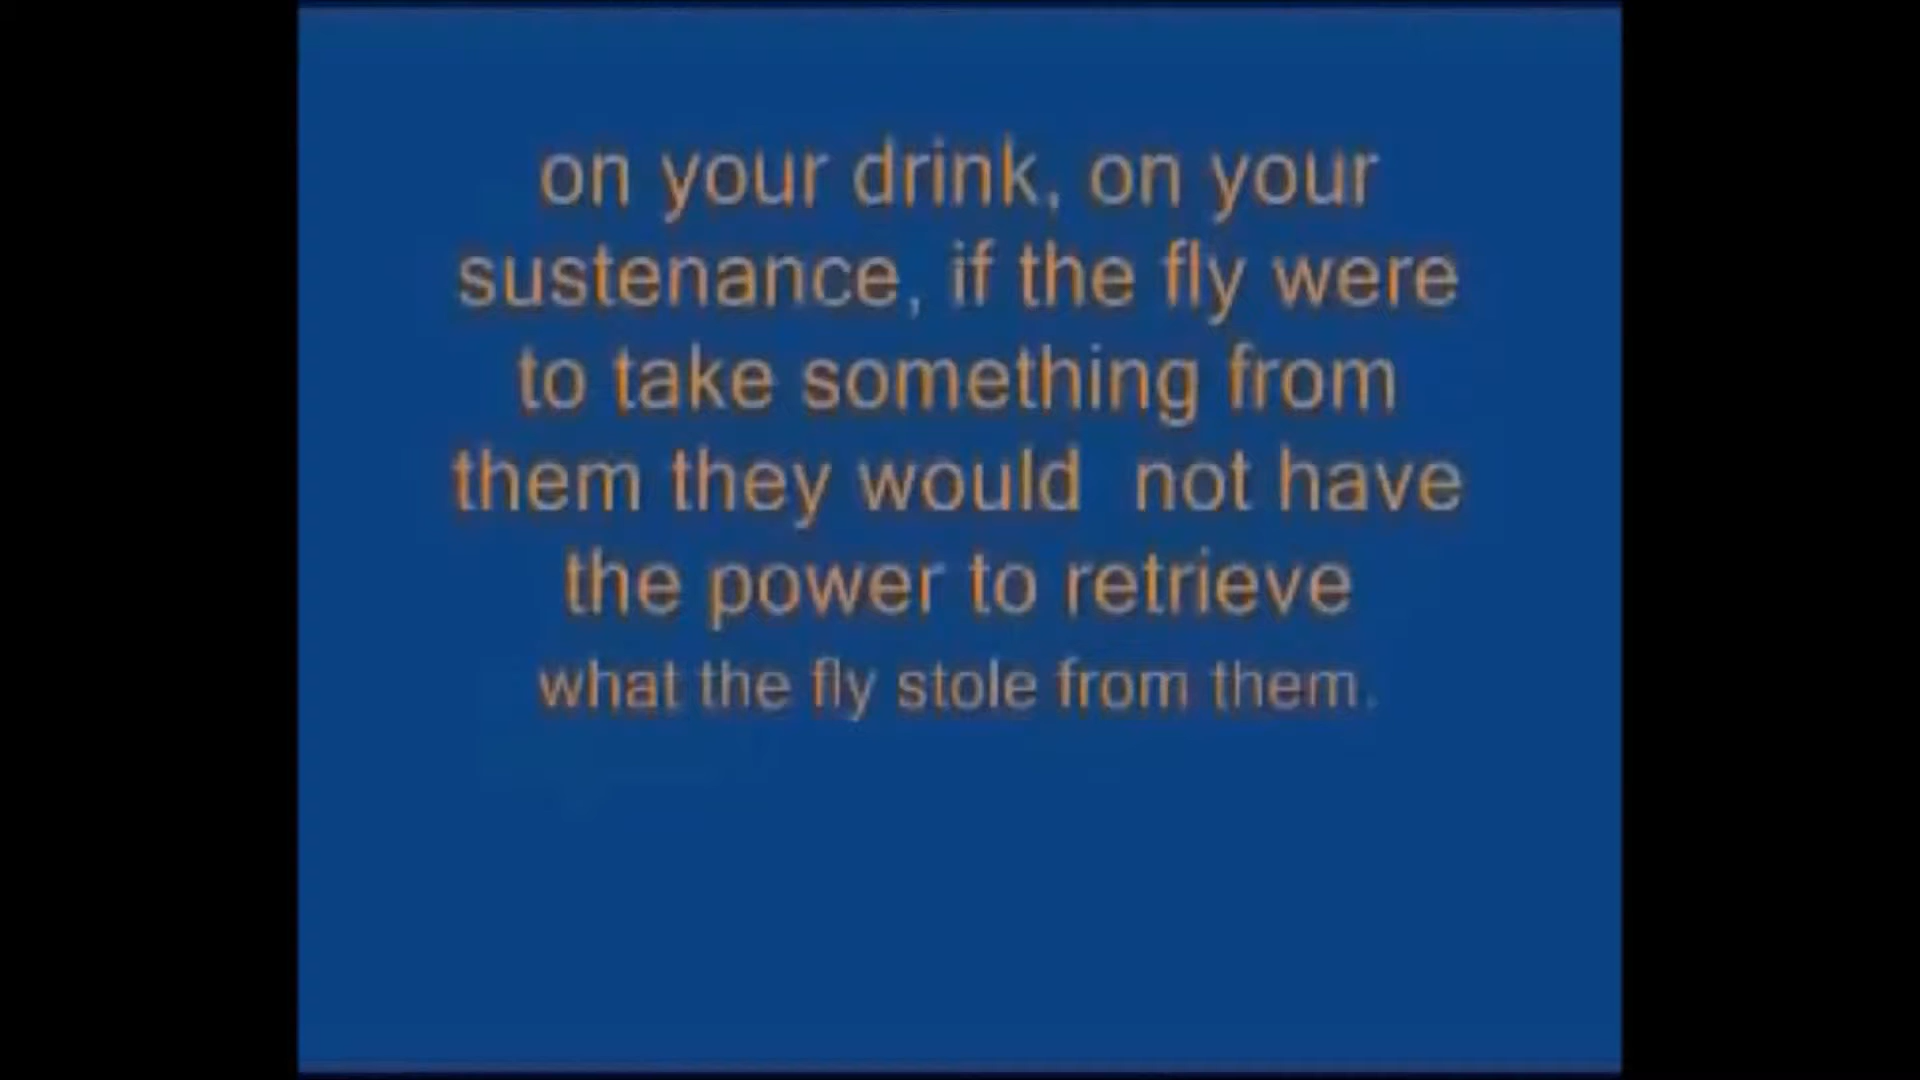 on your drink, on your
sustenance, if the fly were
to take something from
them they would  not have
the power to retrieve
what the fly stole from them.